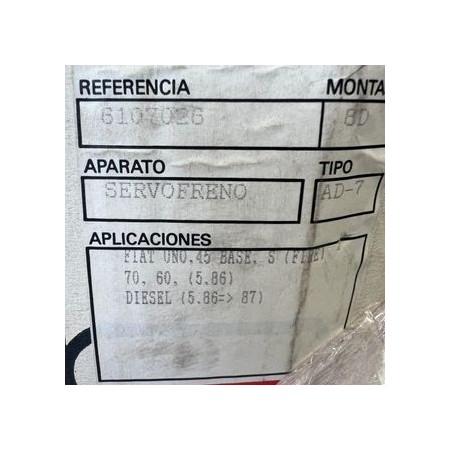 REFERENCIA MONTA
6107026 8D
APARATO TIPO
SERVOFRENO AD-7
APLICACIONES
FIAT UNO,45 BASE, S (FIRE)
70, 60, (5.86)
DIESEL (5.86=> 87)